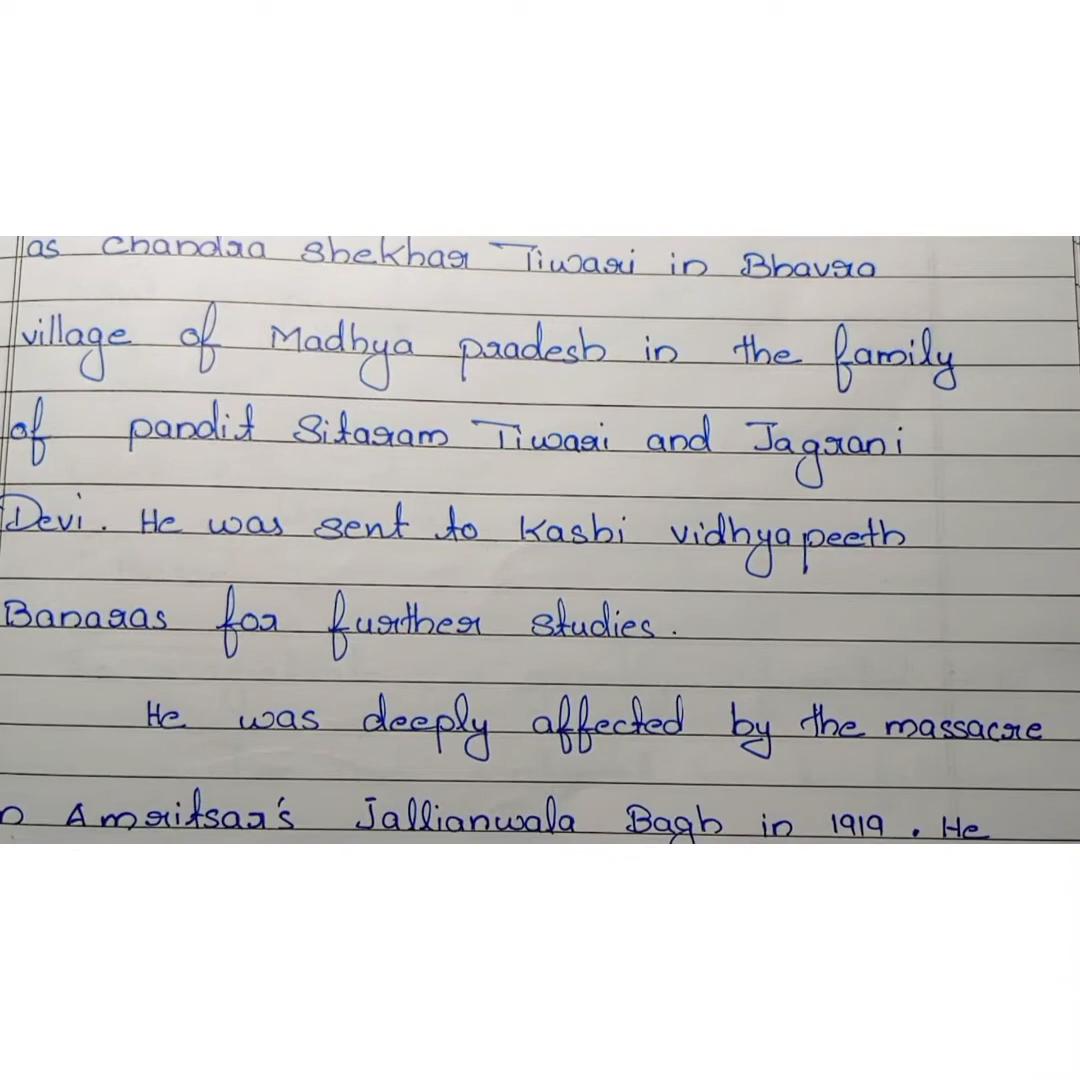 as Chandra Shekhar Tiwari in Bhavra
village of Madhya pradesh in the family
of pandit Sitaram Tiwari and Jagrani
Devi. He was sent to Kashi vidhyapeeth
Banaras for further studies.
He was deeply affected by the massacre
n Amritsar's Jallianwala Bagh in 1919. He